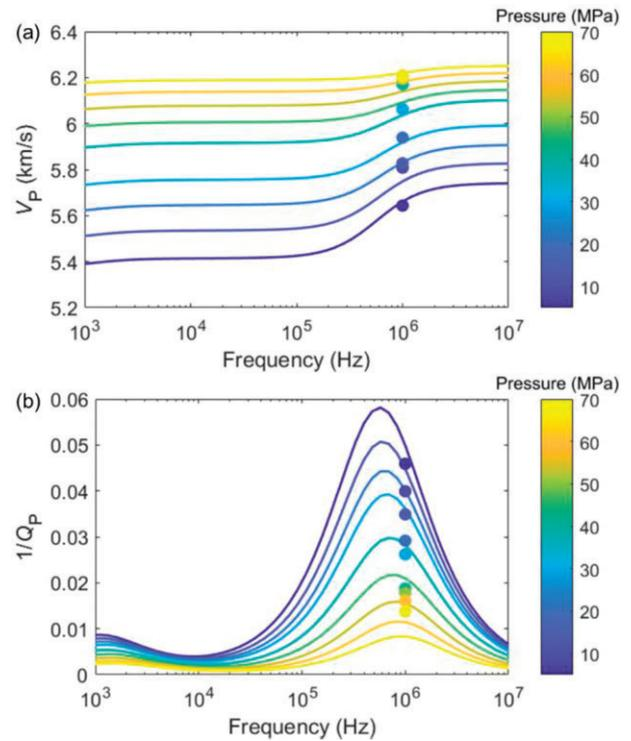 (a)
Pressure (MPa)
6.4
6.2
6
5.8
5.6
5.4
5.2
V_P (km/s)
10^3 10^4 10^5 10^6 10^7
Frequency (Hz)
70
60
50
40
30
20
10
(b)
Pressure (MPa)
0.06
0.05
0.04
0.03
0.02
0.01
0
1/Q_P
10^3 10^4 10^5 10^6 10^7
Frequency (Hz)
70
60
50
40
30
20
10